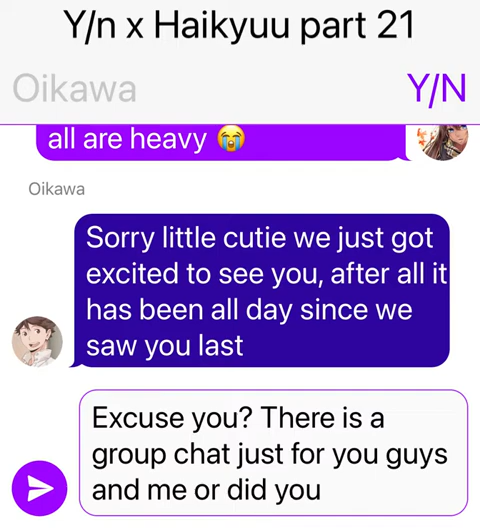 Y/n x Haikyuu part 21
Oikawa
Y/N
all are heavy 😭
Oikawa
Sorry little cutie we just got
excited to see you, after all it
has been all day since we
saw you last
Excuse you? There is a
group chat just for you guys
and me or did you